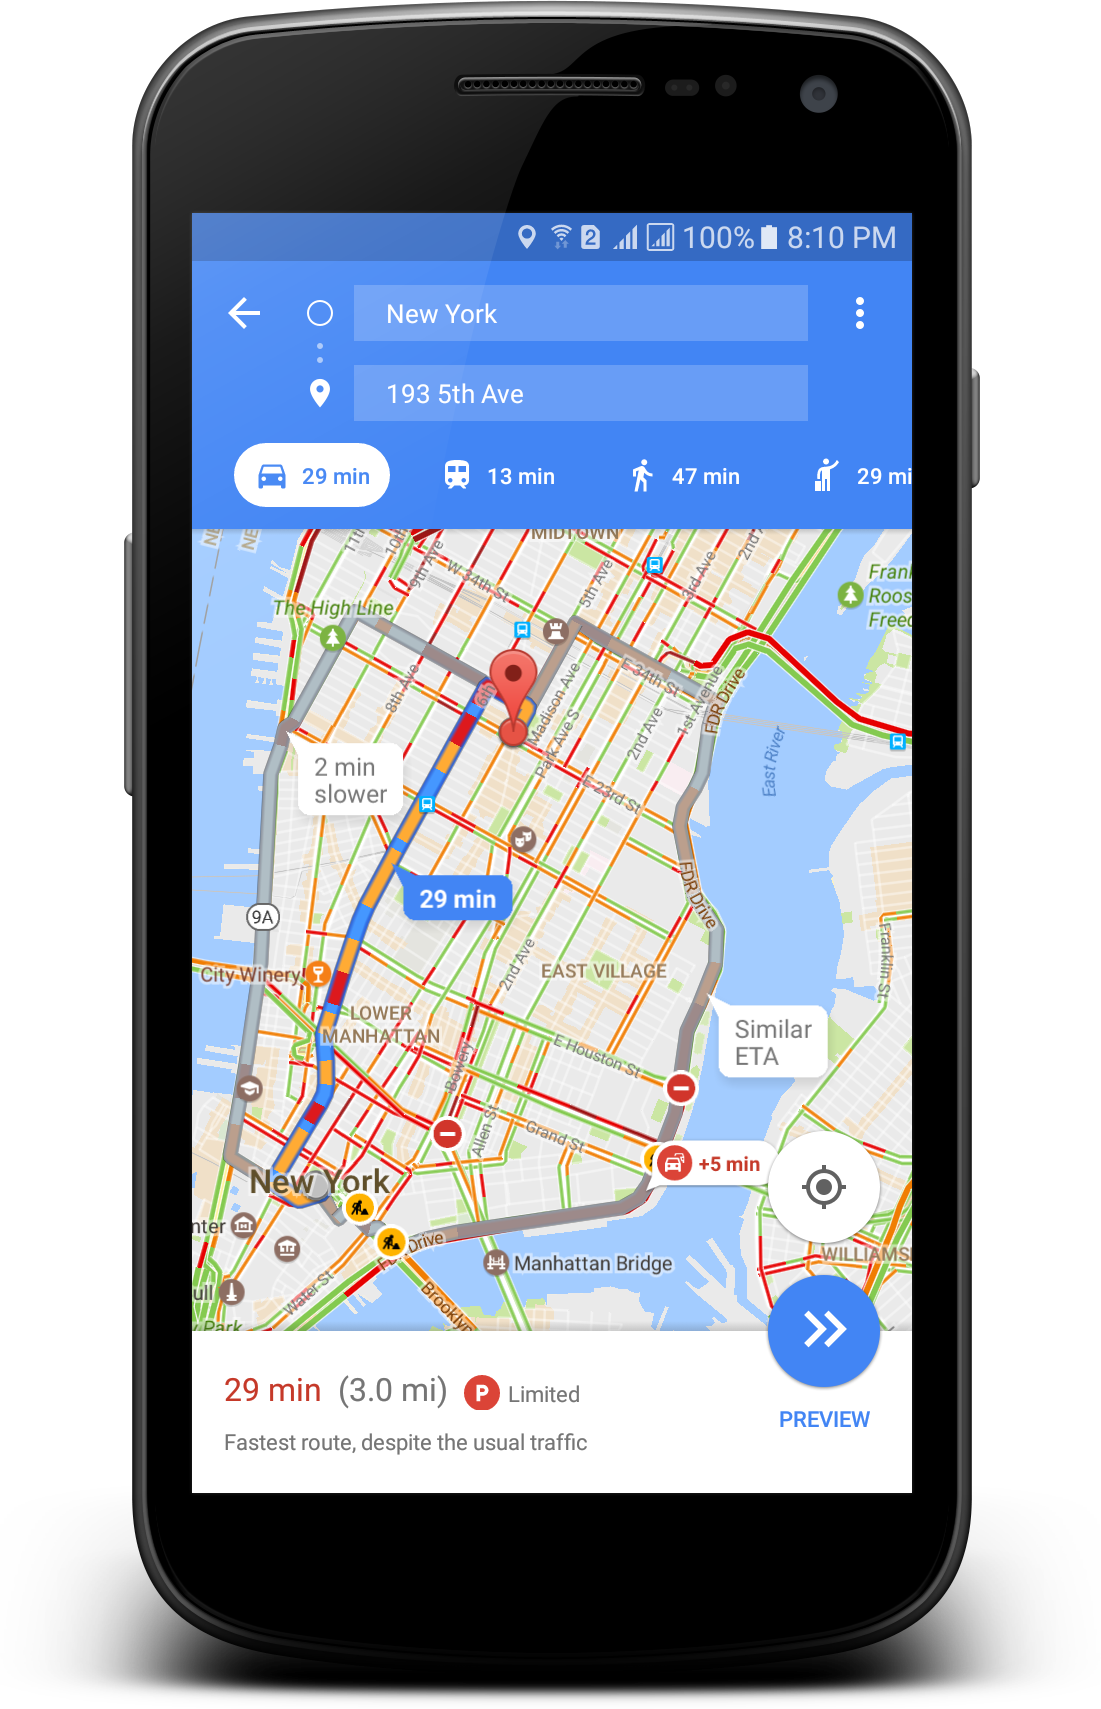 2
100%
8:10 PM
New York
193 5th Ave
29 min
13 min
47 min
29 mi
NE
NE
11th
10th
9th Ave
MIDTOWN
W 34th St
5th Ave
3rd Ave
2nd A
Frank
Roos
Freed
The High Line
8th Ave
6th
Madison Ave
Park Ave S
E 34th St
1st Avenue
FDR Drive
2nd Ave
East River
2 min
slower
E 23rd St
29 min
FDR Drive
9A
City Winery
2nd Ave
EAST VILLAGE
Franklin St
LOWER
MANHATTAN
Similar
ETA
Bowery
E Houston St
Allen St
Grand St
+5 min
New York
nter
FDR Drive
Manhattan Bridge
WILLIAMS
ull
Water St
Brooklyn
y Park
29 min (3.0 mi) P Limited
PREVIEW
Fastest route, despite the usual traffic